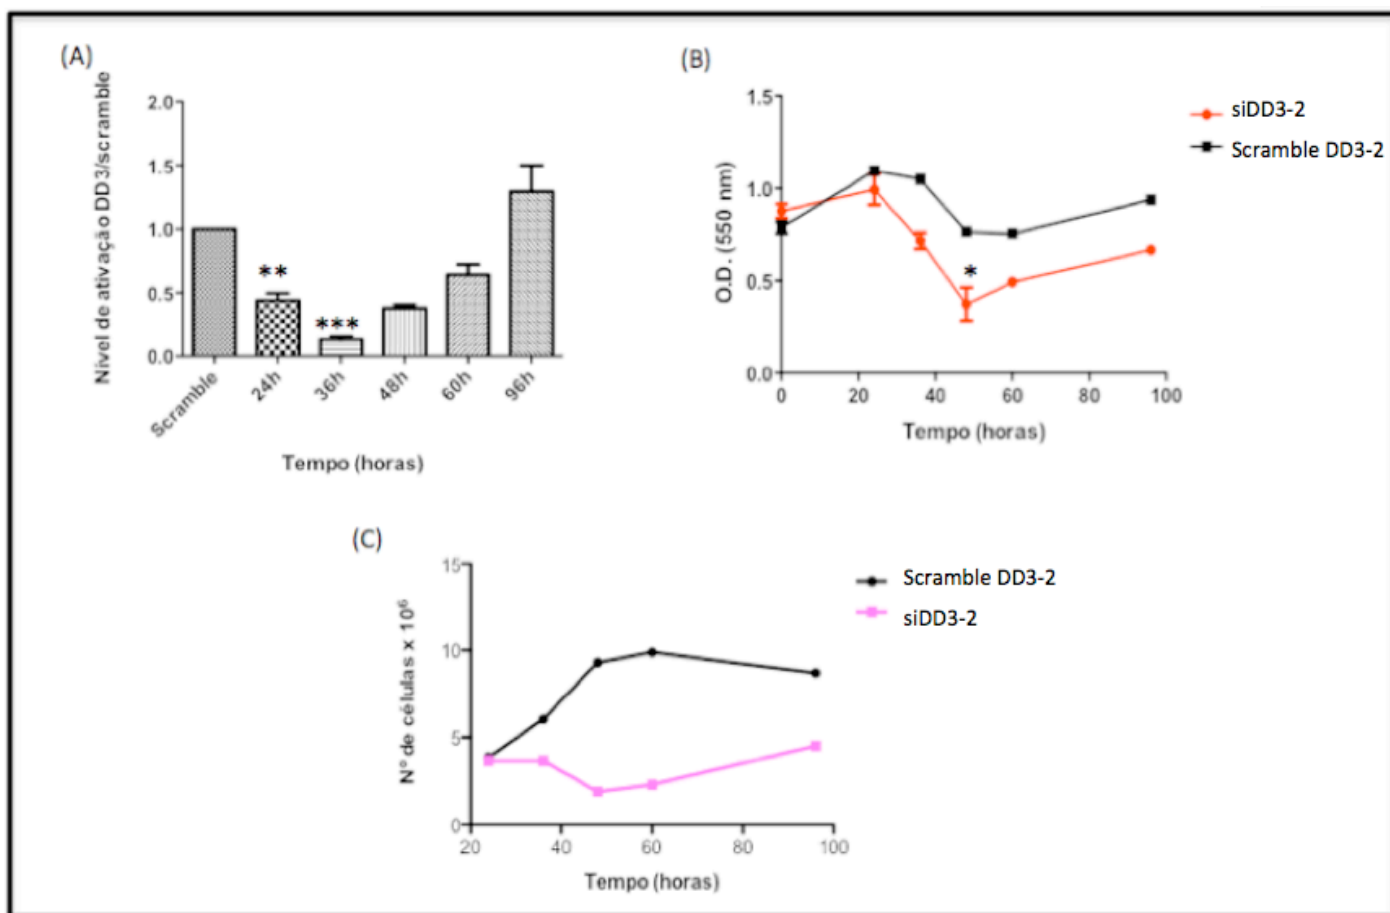 (A)
Nível de ativação DD3/scramble
2.0
1.5
1.0
0.5
0.0
**
***
Scramble
24h
36h
48h
60h
96h
Tempo (horas)
(B)
O.D. (550 nm)
1.5
1.0
0.5
0.0
*
0
20
40
60
80
100
Tempo (horas)
siDD3-2
Scramble DD3-2
(C)
Nº de células x 10⁶
15
10
5
0
20
40
60
80
100
Tempo (horas)
Scramble DD3-2
siDD3-2